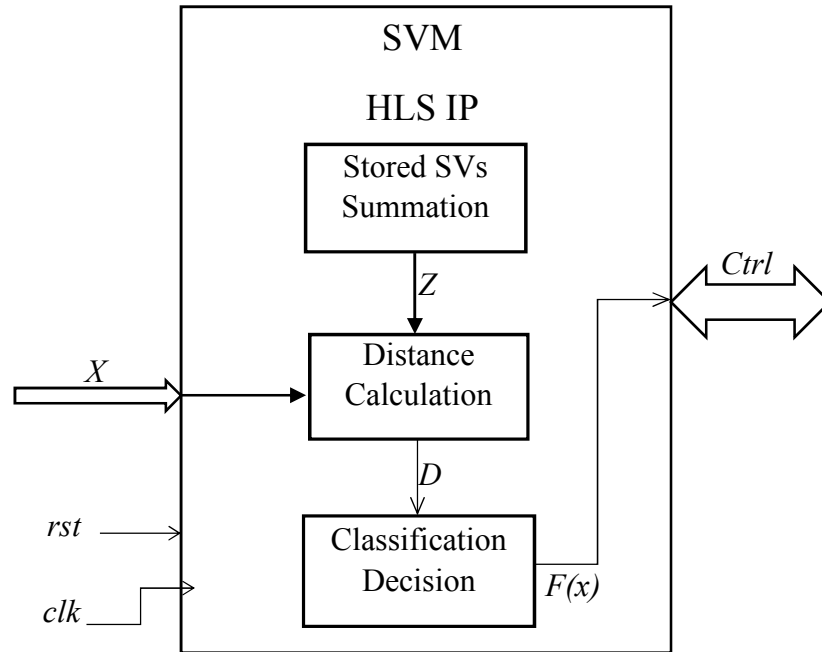 SVM
HLS IP
Stored SVs
Summation
Z
Ctrl
Distance
Calculation
X
D
rst
Classification
Decision
F(x)
clk